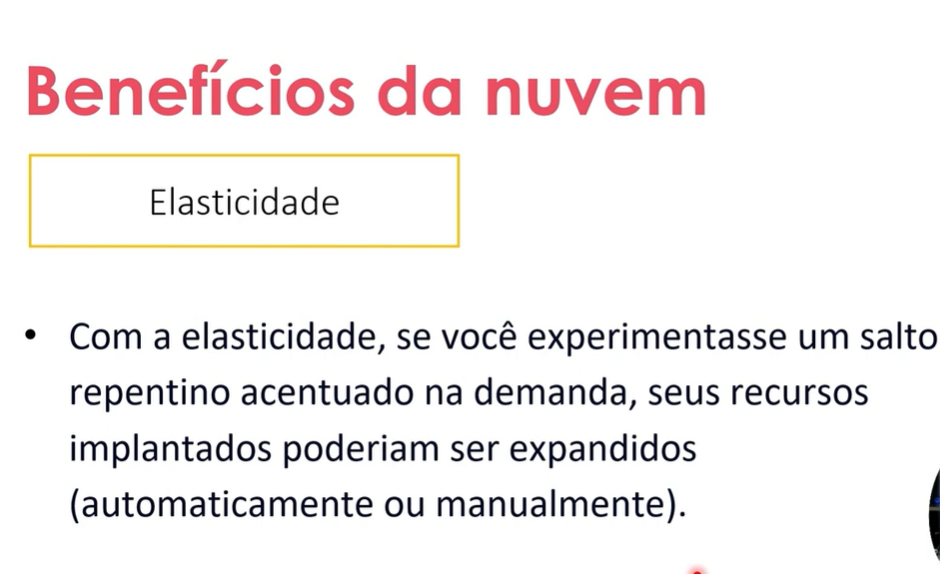 Benefícios da nuvem
Elasticidade
• Com a elasticidade, se você experimentasse um salto
repentino acentuado na demanda, seus recursos
implantados poderiam ser expandidos
(automaticamente ou manualmente).